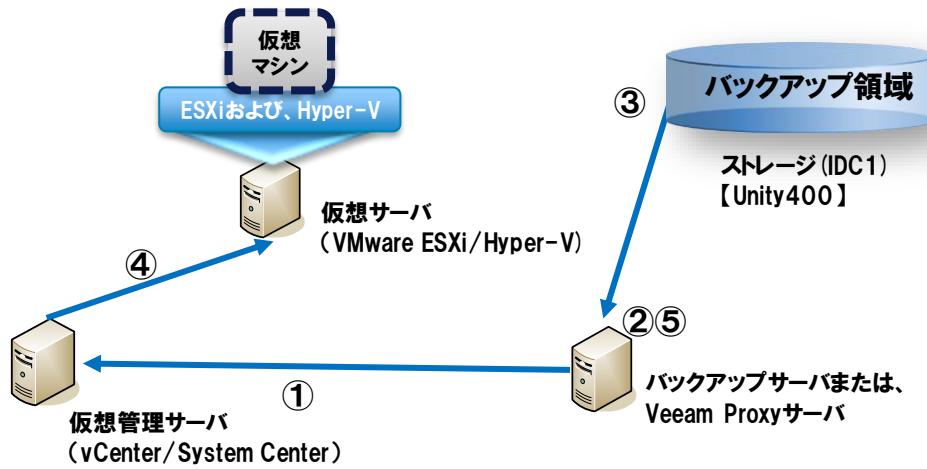 仮想
マシン
ESXiおよび、Hyper-V
バックアップ領域
③
ストレージ(IDC1)
【Unity400】
仮想サーバ
（VMware ESXi/Hyper-V)
④
②⑤
①
バックアップサーバまたは、
Veeam Proxyサーバ
仮想管理サーバ
（vCenter/System Center）